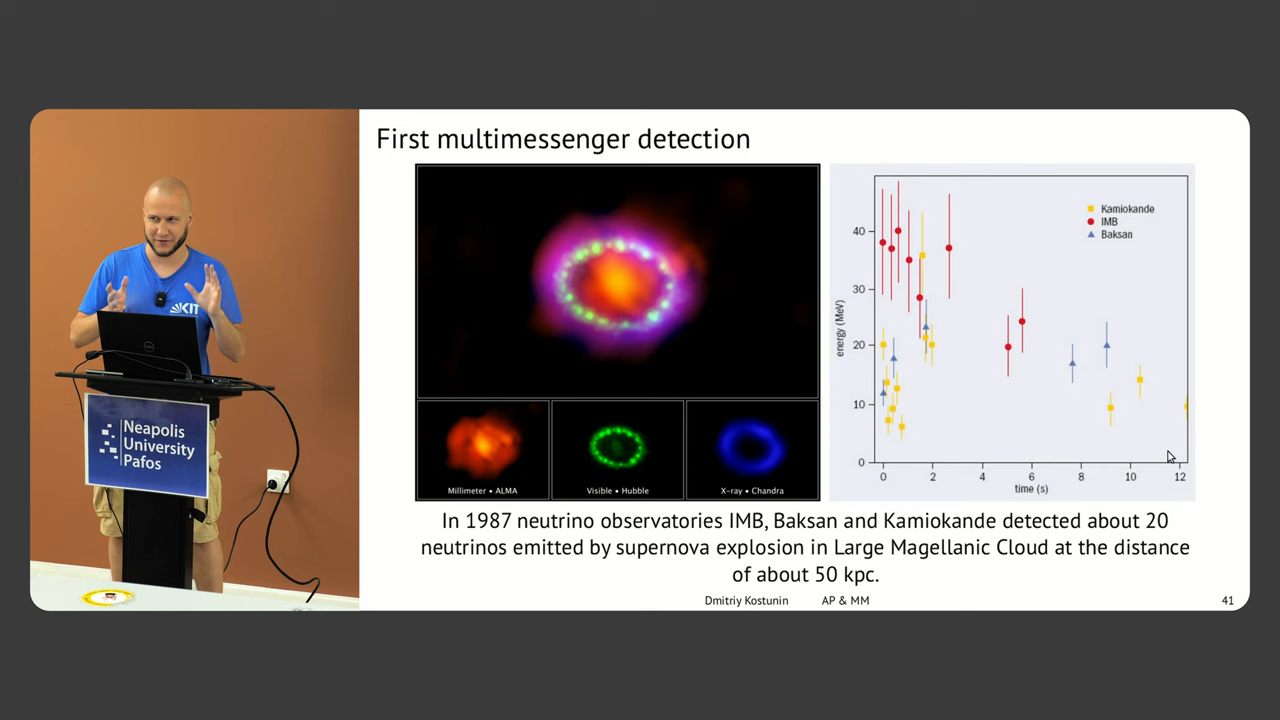 First multimessenger detection
KIT
DELL
Neapolis
University
Pafos
Millimeter • ALMA
Visible • Hubble
X-ray • Chandra
energy (MeV)
40
30
20
10
0
Kamiokande
IMB
Baksan
0 2 4 6 8 10 12
time (s)
In 1987 neutrino observatories IMB, Baksan and Kamiokande detected about 20
neutrinos emitted by supernova explosion in Large Magellanic Cloud at the distance
of about 50 kpc.
Dmitriy Kostunin AP & MM 41